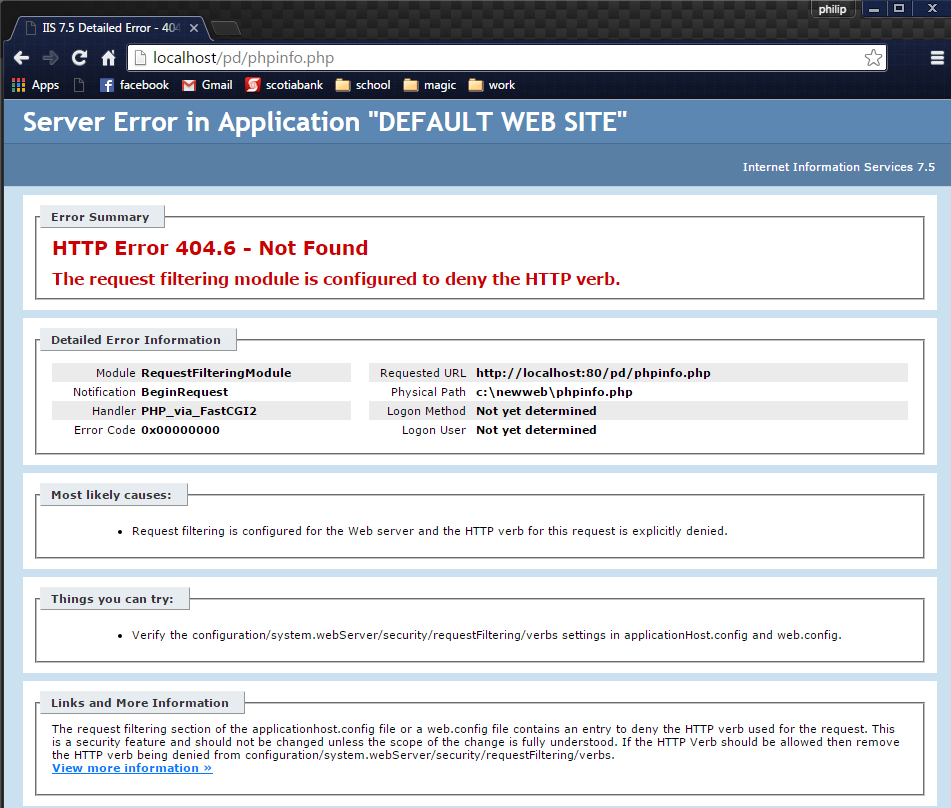 philip
IIS 7.5 Detailed Error - 404
localhost/pd/phpinfo.php
Apps facebook Gmail scotiabank school magic work
Server Error in Application "DEFAULT WEB SITE"
Internet Information Services 7.5
Error Summary
HTTP Error 404.6 - Not Found
The request filtering module is configured to deny the HTTP verb.
Detailed Error Information
Module RequestFilteringModule
Notification BeginRequest
Handler PHP_via_FastCGI2
Error Code 0x00000000
Requested URL http://localhost:80/pd/phpinfo.php
Physical Path c:\newweb\phpinfo.php
Logon Method Not yet determined
Logon User Not yet determined
Most likely causes:
• Request filtering is configured for the Web server and the HTTP verb for this request is explicitly denied.
Things you can try:
• Verify the configuration/system.webServer/security/requestFiltering/verbs settings in applicationHost.config and web.config.
Links and More Information
The request filtering section of the applicationhost.config file or a web.config file contains an entry to deny the HTTP verb used for the request. This
is a security feature and should not be changed unless the scope of the change is fully understood. If the HTTP Verb should be allowed then remove
the HTTP verb being denied from configuration/system.webServer/security/requestFiltering/verbs.
View more information »